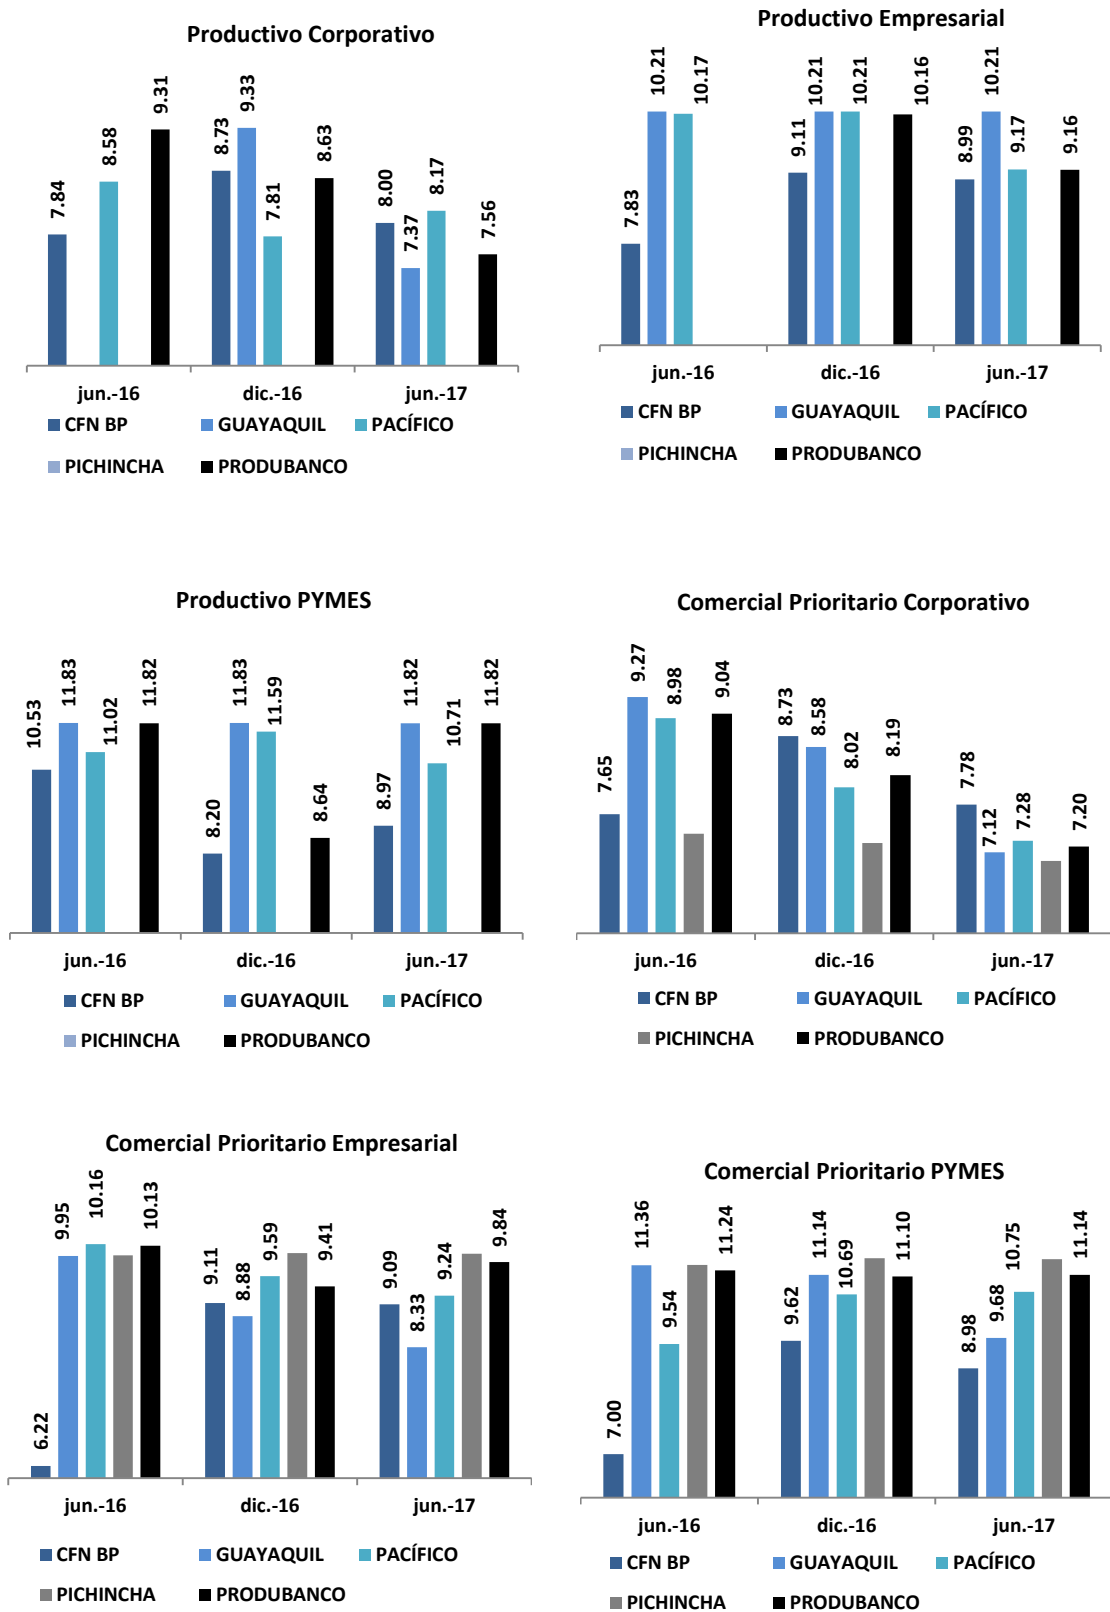 Productivo Corporativo
7.84
8.58
9.31
8.73
9.33
7.81
8.63
8.00
7.37
8.17
7.56
jun.-16 dic.-16 jun.-17
CFN BP GUAYAQUIL PACÍFICO
PICHINCHA PRODUBANCO
Productivo Empresarial
7.83
10.21
10.17
9.11
10.21
10.21
10.16
8.99
10.21
9.17
9.16
jun.-16 dic.-16 jun.-17
CFN BP GUAYAQUIL PACÍFICO
PICHINCHA PRODUBANCO
Productivo PYMES
10.53
11.83
11.02
11.82
8.20
11.83
11.59
8.64
8.97
11.82
10.71
11.82
jun.-16 dic.-16 jun.-17
CFN BP GUAYAQUIL PACÍFICO
PICHINCHA PRODUBANCO
Comercial Prioritario Corporativo
7.65
9.27
8.98
9.04
8.73
8.58
8.02
8.19
7.78
7.12
7.28
7.20
jun.-16 dic.-16 jun.-17
CFN BP GUAYAQUIL PACÍFICO
PICHINCHA PRODUBANCO
Comercial Prioritario Empresarial
6.22
9.95
10.16
10.13
9.11
8.88
9.59
9.41
9.09
8.33
9.24
9.84
jun.-16 dic.-16 jun.-17
CFN BP GUAYAQUIL PACÍFICO
PICHINCHA PRODUBANCO
Comercial Prioritario PYMES
7.00
11.36
9.54
11.24
9.62
11.14
10.69
11.10
8.98
9.68
10.75
11.14
jun.-16 dic.-16 jun.-17
CFN BP GUAYAQUIL PACÍFICO
PICHINCHA PRODUBANCO